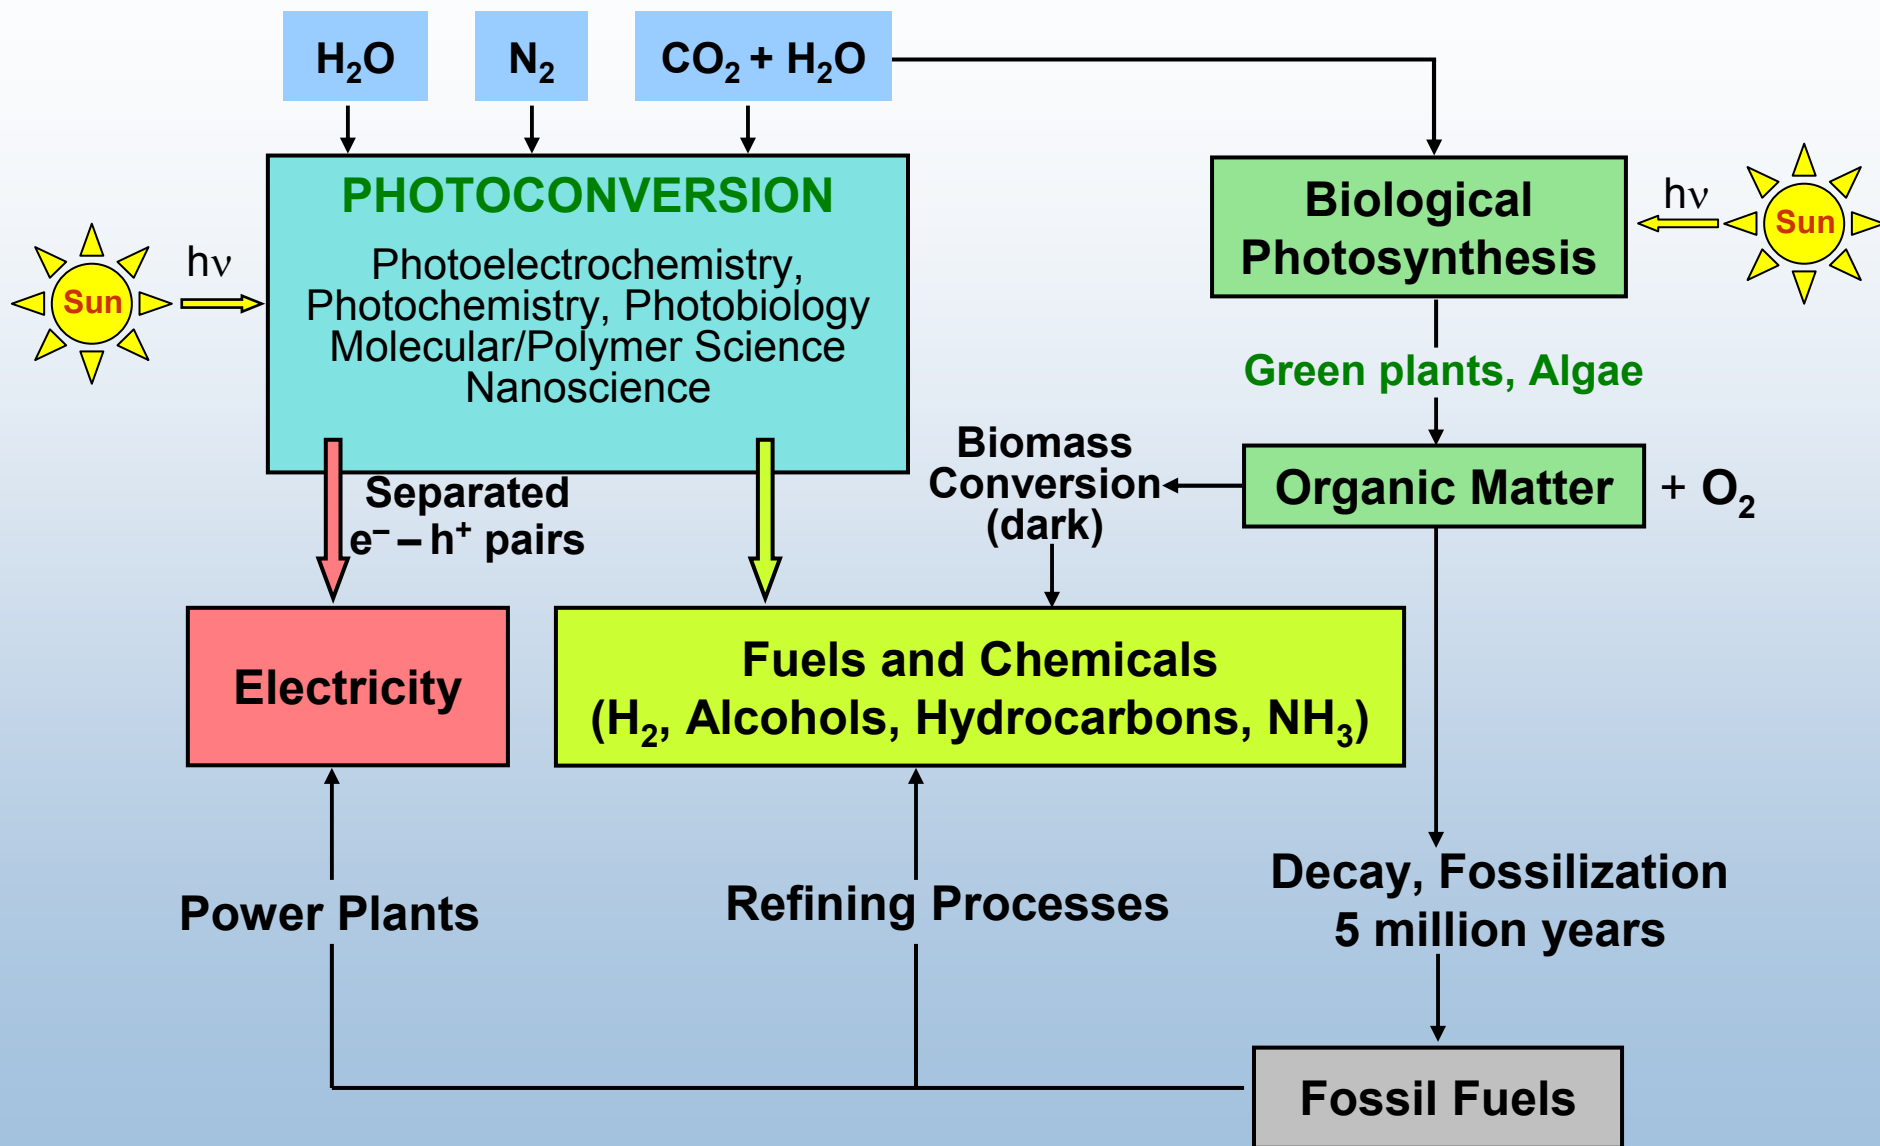 H₂O
N₂
CO₂ + H₂O
PHOTOCONVERSION
Photoelectrochemistry,
Photochemistry, Photobiology
Molecular/Polymer Science
Nanoscience
Sun
hν
Biological
Photosynthesis
hν
Sun
Green plants, Algae
Biomass
Conversion
(dark)
Organic Matter
+ O₂
Separated
e⁻ – h⁺ pairs
Electricity
Fuels and Chemicals
(H₂, Alcohols, Hydrocarbons, NH₃)
Power Plants
Refining Processes
Decay, Fossilization
5 million years
Fossil Fuels